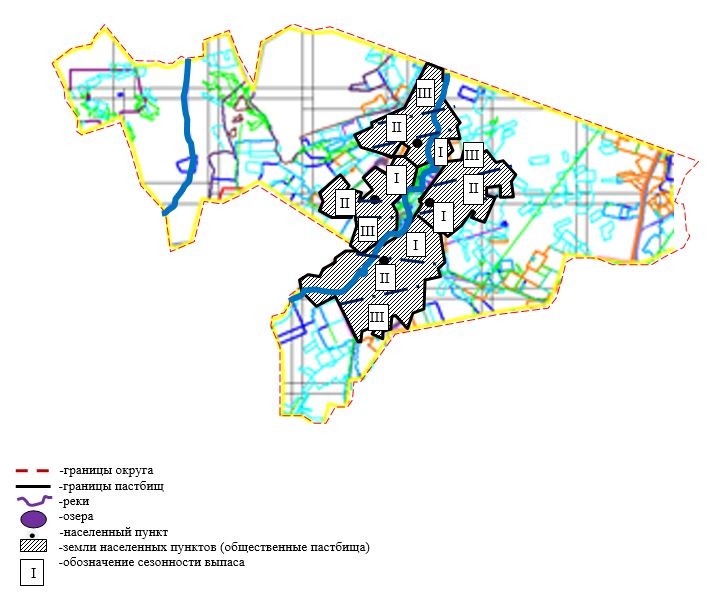 III
II
I
III
I
II
II
I
III
I
II
III
-границы округа
-границы пастбищ
-реки
-озера
-населенный пункт
-земли населенных пунктов (общественные пастбища)
-обозначение сезонности выпаса
I